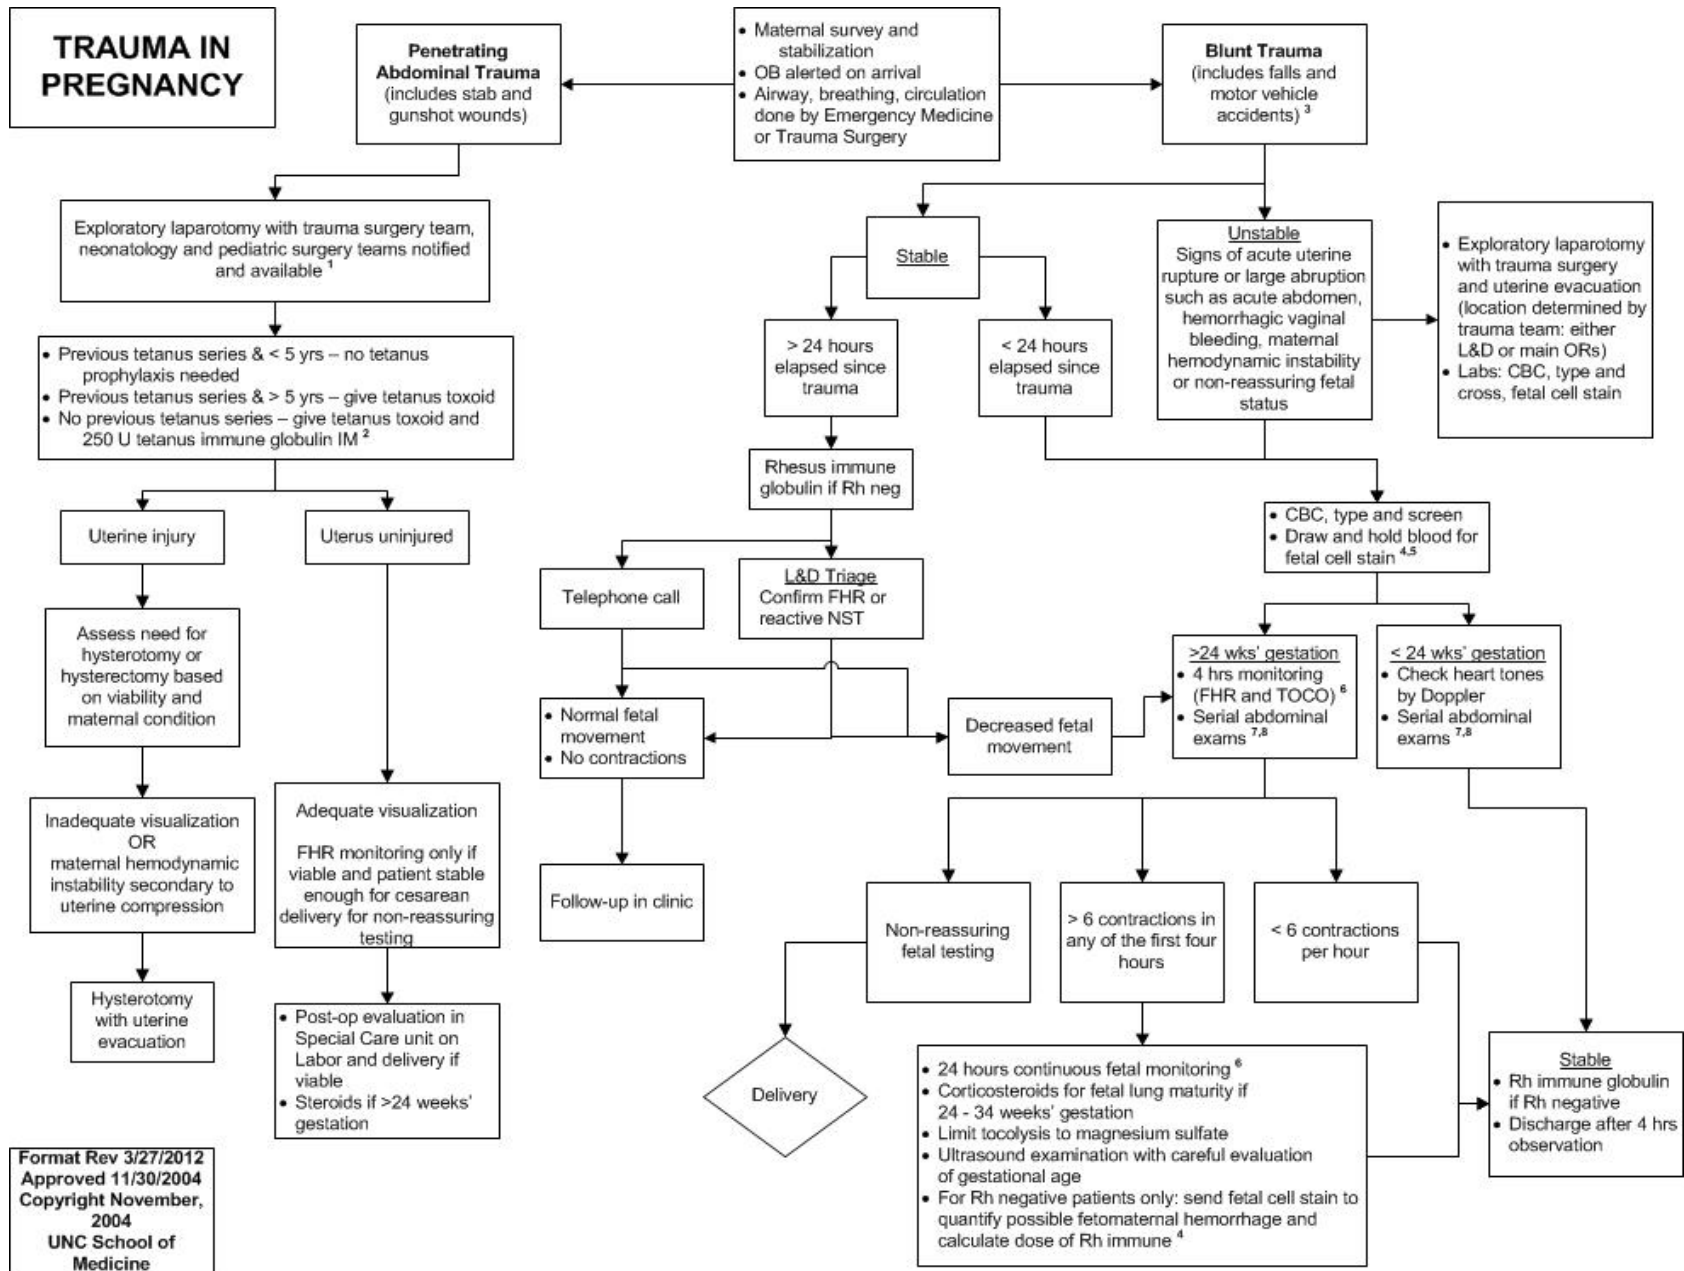 TRAUMA IN
PREGNANCY
Penetrating
Abdominal Trauma
(includes stab and
gunshot wounds)
• Maternal survey and
stabilization
• OB alerted on arrival
• Airway, breathing, circulation
done by Emergency Medicine
or Trauma Surgery
Blunt Trauma
(includes falls and
motor vehicle
accidents) 3
Exploratory laparotomy with trauma surgery team,
neonatology and pediatric surgery teams notified
and available 1
• Previous tetanus series & < 5 yrs – no tetanus
prophylaxis needed
• Previous tetanus series & > 5 yrs – give tetanus toxoid
• No previous tetanus series – give tetanus toxoid and
250 U tetanus immune globulin IM 2
Uterine injury
Uterus uninjured
Assess need for
hysterotomy or
hysterectomy based
on viability and
maternal condition
Inadequate visualization
OR
maternal hemodynamic
instability secondary to
uterine compression
Hysterotomy
with uterine
evacuation
Adequate visualization
FHR monitoring only if
viable and patient stable
enough for cesarean
delivery for non-reassuring
testing
• Post-op evaluation in
Special Care unit on
Labor and delivery if
viable
• Steroids if >24 weeks'
gestation
Stable
> 24 hours
elapsed since
trauma
< 24 hours
elapsed since
trauma
Unstable
Signs of acute uterine
rupture or large abruption
such as acute abdomen,
hemorrhagic vaginal
bleeding, maternal
hemodynamic instability
or non-reassuring fetal
status
• Exploratory laparotomy
with trauma surgery
and uterine evacuation
(location determined by
trauma team: either
L&D or main ORs)
• Labs: CBC, type and
cross, fetal cell stain
Rhesus immune
globulin if Rh neg
Telephone call
L&D Triage
Confirm FHR or
reactive NST
• CBC, type and screen
• Draw and hold blood for
fetal cell stain 4,5
• Normal fetal
movement
• No contractions
Decreased fetal
movement
>24 wks' gestation
• 4 hrs monitoring
(FHR and TOCO) 6
• Serial abdominal
exams 7,8
< 24 wks' gestation
• Check heart tones
by Doppler
• Serial abdominal
exams 7,8
Follow-up in clinic
Non-reassuring
fetal testing
> 6 contractions in
any of the first four
hours
< 6 contractions
per hour
Delivery
• 24 hours continuous fetal monitoring 6
• Corticosteroids for fetal lung maturity if
24 - 34 weeks' gestation
• Limit tocolysis to magnesium sulfate
• Ultrasound examination with careful evaluation
of gestational age
• For Rh negative patients only: send fetal cell stain to
quantify possible fetomaternal hemorrhage and
calculate dose of Rh immune 4
Stable
• Rh immune globulin
if Rh negative
• Discharge after 4 hrs
observation
Format Rev 3/27/2012
Approved 11/30/2004
Copyright November,
2004
UNC School of
Medicine